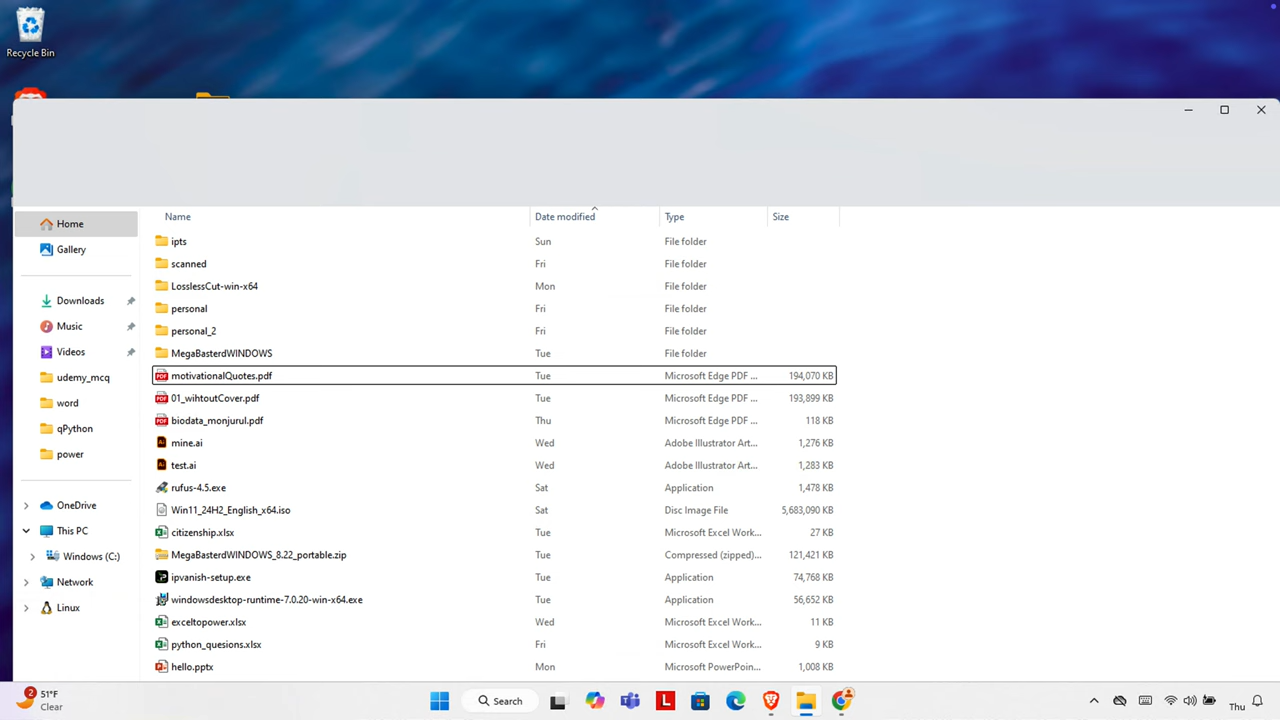 Recycle Bin
Home
Gallery
Downloads
Music
Videos
udemy_mcq
word
qPython
power
OneDrive
This PC
Windows (C:)
Network
Linux
Name Date modified Type Size
ipts Sun File folder
scanned Fri File folder
LosslessCut-win-x64 Mon File folder
personal Fri File folder
personal_2 Fri File folder
MegaBasterdWINDOWS Tue File folder
motivationalQuotes.pdf Tue Microsoft Edge PDF ... 194,070 KB
01_wihtoutCover.pdf Tue Microsoft Edge PDF ... 193,899 KB
biodata_monjurul.pdf Thu Microsoft Edge PDF ... 118 KB
mine.ai Wed Adobe Illustrator Art... 1,276 KB
test.ai Wed Adobe Illustrator Art... 1,283 KB
rufus-4.5.exe Sat Application 1,478 KB
Win11_24H2_English_x64.iso Sat Disc Image File 5,683,090 KB
citizenship.xlsx Tue Microsoft Excel Work... 27 KB
MegaBasterdWINDOWS_8.22_portable.zip Tue Compressed (zipped)... 121,421 KB
ipvanish-setup.exe Tue Application 74,768 KB
windowsdesktop-runtime-7.0.20-win-x64.exe Tue Application 56,652 KB
exceltopower.xlsx Wed Microsoft Excel Work... 11 KB
python_quesions.xlsx Fri Microsoft Excel Work... 9 KB
hello.pptx Mon Microsoft PowerPoin... 1,008 KB
2 51°F
Clear
Search
L
Thu